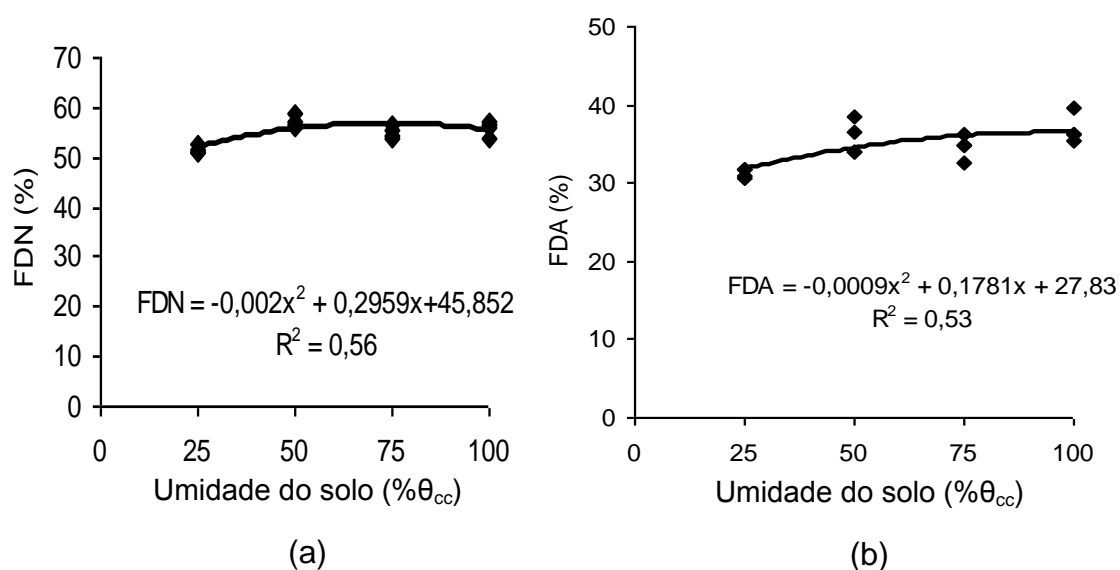 70
60
50
40
30
20
10
0
FDN (%)
FDN = -0,002x² + 0,2959x+45,852
R² = 0,56
0 25 50 75 100
Umidade do solo (%θcc)
(a)
50
40
30
20
10
0
FDA (%)
FDA = -0,0009x² + 0,1781x + 27,83
R² = 0,53
0 25 50 75 100
Umidade do solo (%θcc)
(b)